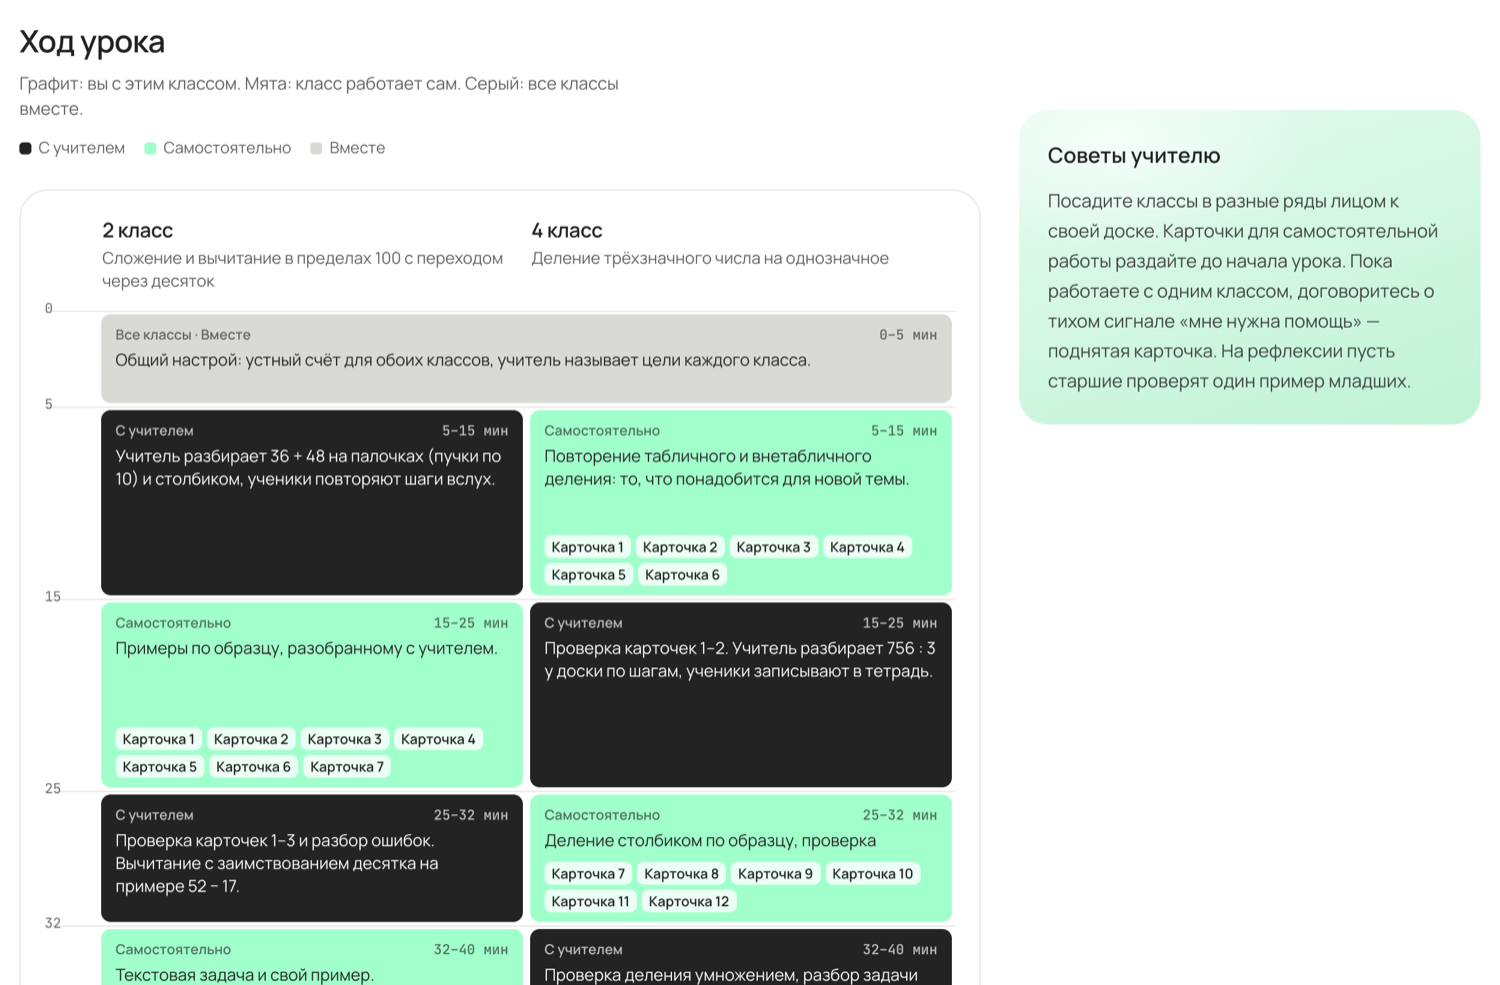 Ход урока
Графит: вы с этим классом. Мята: класс работает сам. Серый: все классы
вместе.
С учителем
Самостоятельно
Вместе
2 класс
Сложение и вычитание в пределах 100 с переходом
через десяток
4 класс
Деление трёхзначного числа на однозначное
0
Все классы · Вместе
0–5 мин
Общий настрой: устный счёт для обоих классов, учитель называет цели каждого класса.
5
С учителем
5–15 мин
Учитель разбирает 36 + 48 на палочках (пучки по
10) и столбиком, ученики повторяют шаги вслух.
Самостоятельно
5–15 мин
Повторение табличного и внетабличного
деления: то, что понадобится для новой темы.
Карточка 1 Карточка 2 Карточка 3 Карточка 4
Карточка 5 Карточка 6
15
Самостоятельно
15–25 мин
Примеры по образцу, разобранному с учителем.
Карточка 1 Карточка 2 Карточка 3 Карточка 4
Карточка 5 Карточка 6 Карточка 7
С учителем
15–25 мин
Проверка карточек 1–2. Учитель разбирает 756 : 3
у доски по шагам, ученики записывают в тетрадь.
25
С учителем
25–32 мин
Проверка карточек 1–3 и разбор ошибок.
Вычитание с заимствованием десятка на
примере 52 − 17.
Самостоятельно
25–32 мин
Деление столбиком по образцу, проверка
Карточка 7 Карточка 8 Карточка 9 Карточка 10
Карточка 11 Карточка 12
32
Самостоятельно
32–40 мин
Текстовая задача и свой пример.
С учителем
32–40 мин
Проверка деления умножением, разбор задачи
Советы учителю
Посадите классы в разные ряды лицом к
своей доске. Карточки для самостоятельной
работы раздайте до начала урока. Пока
работаете с одним классом, договоритесь о
тихом сигнале «мне нужна помощь» —
поднятая карточка. На рефлексии пусть
старшие проверят один пример младших.